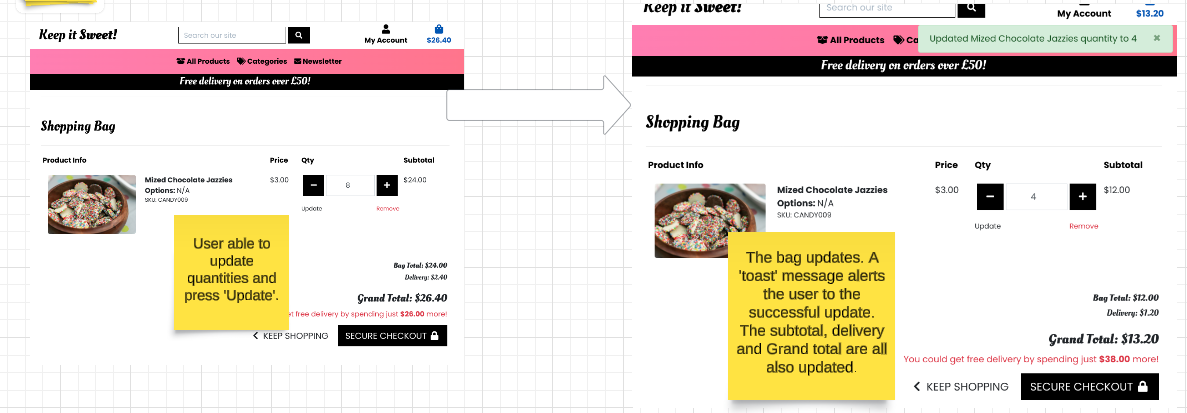 Keep it Sweet!
Search our site
My Account
$26.40
All Products
Categories
Newsletter
Free delivery on orders over £50!
Shopping Bag
Product Info
Price
Qty
Subtotal
Mized Chocolate Jazzies
Options: N/A
SKU: CANDY009
$3.00
8
$24.00
Update
Remove
User able to
update
quantities and
press 'Update'.
Bag Total: $24.00
Delivery: $2.40
Grand Total: $26.40
et free delivery by spending just $26.00 more!
KEEP SHOPPING
SECURE CHECKOUT
Keep it Sweet!
Search our site
My Account
$13.20
All Products
Ca
Updated Mized Chocolate Jazzies quantity to 4 ×
Free delivery on orders over £50!
Shopping Bag
Product Info
Price
Qty
Subtotal
Mized Chocolate Jazzies
Options: N/A
SKU: CANDY009
$3.00
4
$12.00
Update
Remove
The bag updates. A
'toast' message alerts
the user to the
successful update.
The subtotal, delivery
and Grand total are all
also updated.
Bag Total: $12.00
Delivery: $1.20
Grand Total: $13.20
You could get free delivery by spending just $38.00 more!
KEEP SHOPPING
SECURE CHECKOUT